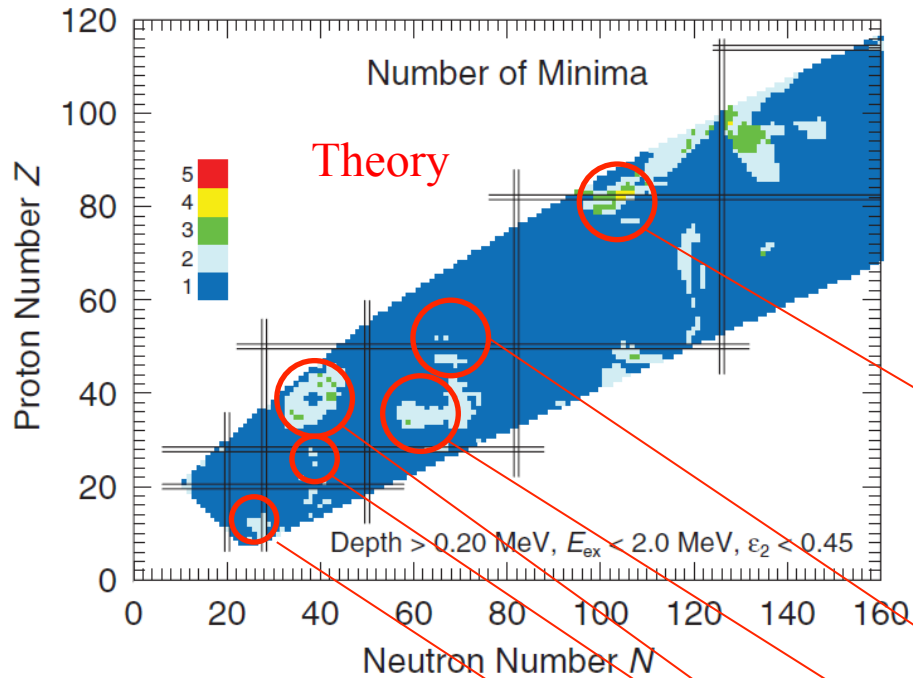 Number of Minima
Theory
5
4
3
2
1
120
100
80
60
40
20
0
Proton Number Z
Depth > 0.20 MeV, Eex < 2.0 MeV, ε2 < 0.45
0 20 40 60 80 100 120 140 160
Neutron Number N